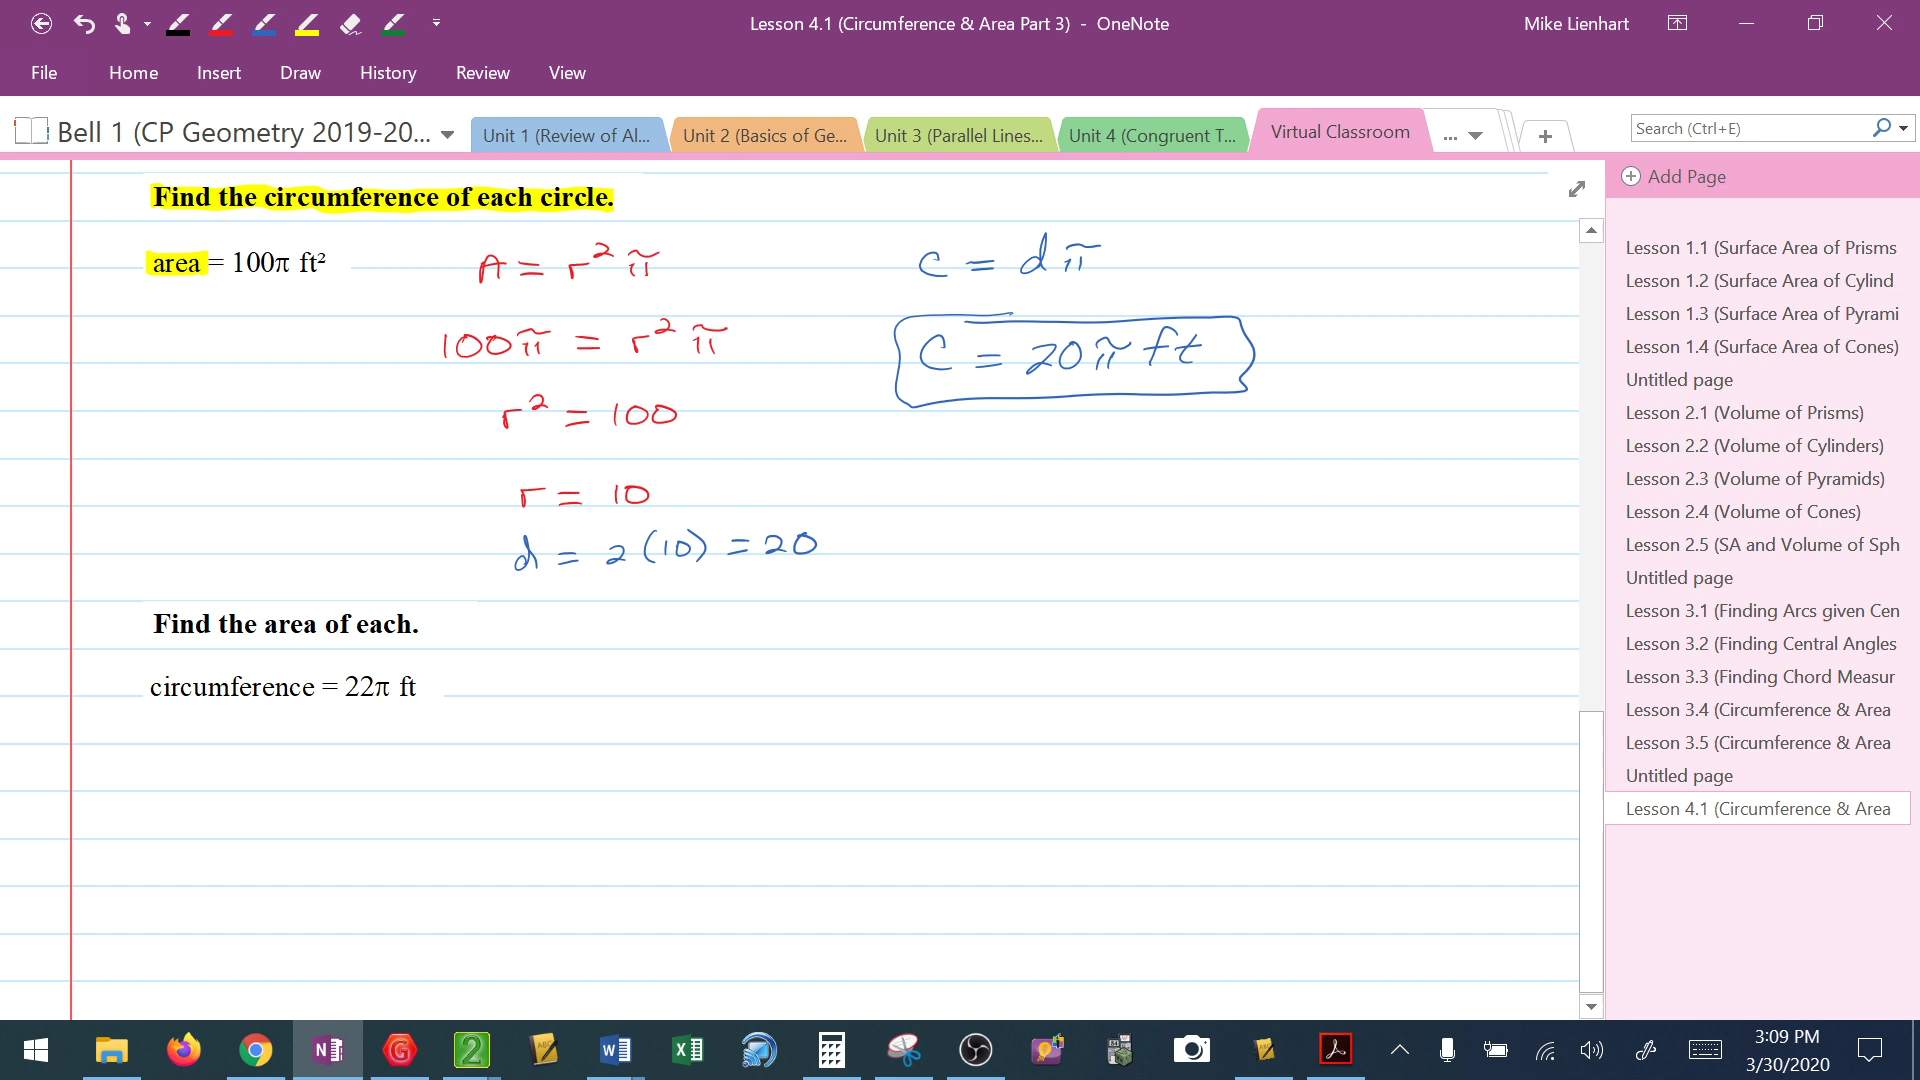 Lesson 4.1 (Circumference & Area Part 3) - OneNote
Mike Lienhart
File Home Insert Draw History Review View
Bell 1 (CP Geometry 2019-20...
Unit 1 (Review of Al...
Unit 2 (Basics of Ge...
Unit 3 (Parallel Lines...
Unit 4 (Congruent T...
Virtual Classroom
...
Search (Ctrl+E)
Find the circumference of each circle.
area = 100π ft²
A = r²π
100π = r²π
r² = 100
r = 10
d = 2(10) = 20
C = dπ
C = 20π ft
Find the area of each.
circumference = 22π ft
Add Page
Lesson 1.1 (Surface Area of Prisms
Lesson 1.2 (Surface Area of Cylind
Lesson 1.3 (Surface Area of Pyrami
Lesson 1.4 (Surface Area of Cones)
Untitled page
Lesson 2.1 (Volume of Prisms)
Lesson 2.2 (Volume of Cylinders)
Lesson 2.3 (Volume of Pyramids)
Lesson 2.4 (Volume of Cones)
Lesson 2.5 (SA and Volume of Sph
Untitled page
Lesson 3.1 (Finding Arcs given Cen
Lesson 3.2 (Finding Central Angles
Lesson 3.3 (Finding Chord Measur
Lesson 3.4 (Circumference & Area
Lesson 3.5 (Circumference & Area
Untitled page
Lesson 4.1 (Circumference & Area
3:09 PM
3/30/2020